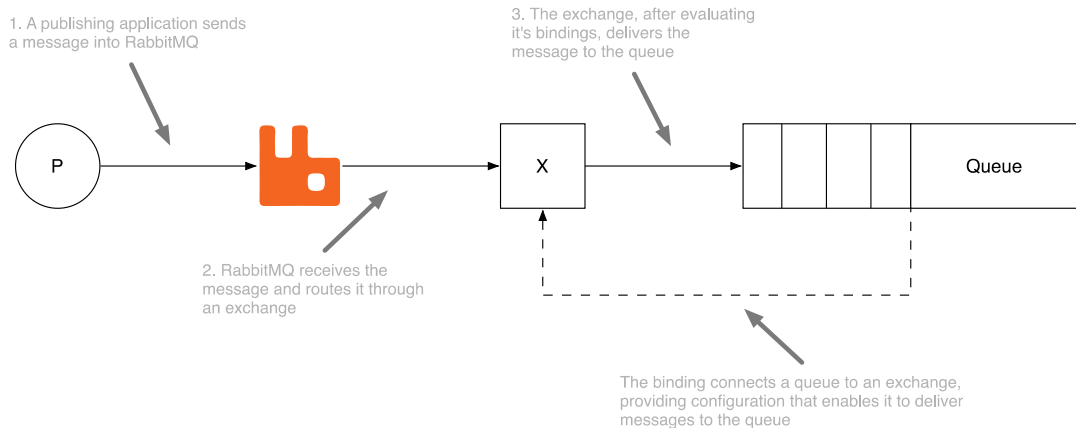 1. A publishing application sends
a message into RabbitMQ
3. The exchange, after evaluating
it's bindings, delivers the
message to the queue
P
X
Queue
2. RabbitMQ receives the
message and routes it through
an exchange
The binding connects a queue to an exchange,
providing configuration that enables it to deliver
messages to the queue